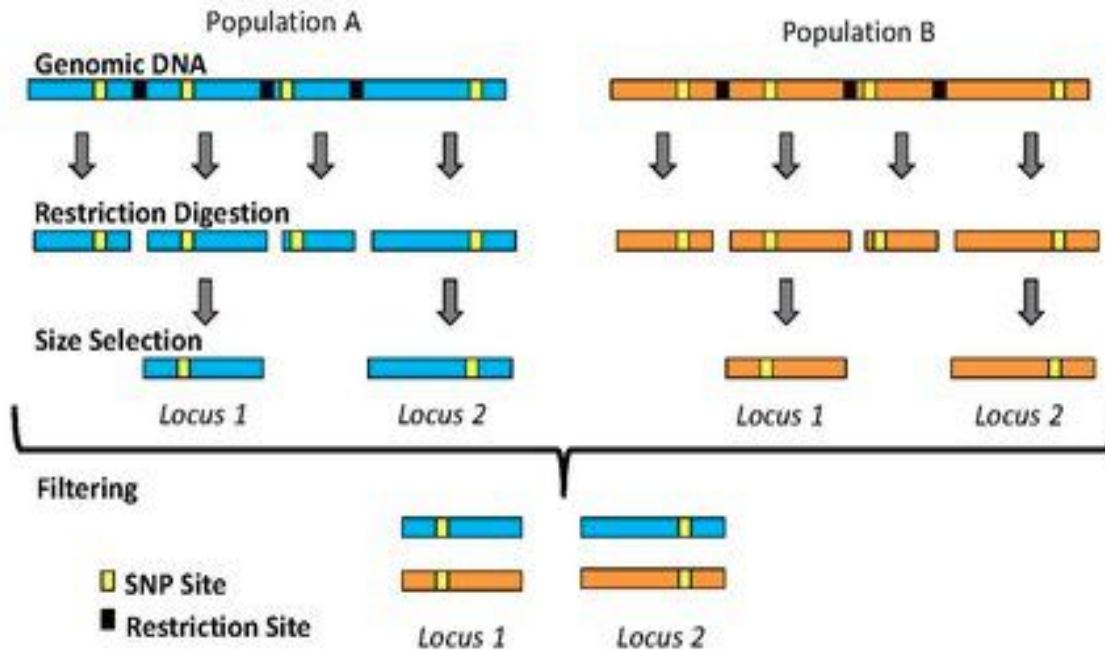 Population A
Population B
Genomic DNA
Restriction Digestion
Size Selection
Locus 1
Locus 2
Locus 1
Locus 2
Filtering
SNP Site
Restriction Site
Locus 1
Locus 2